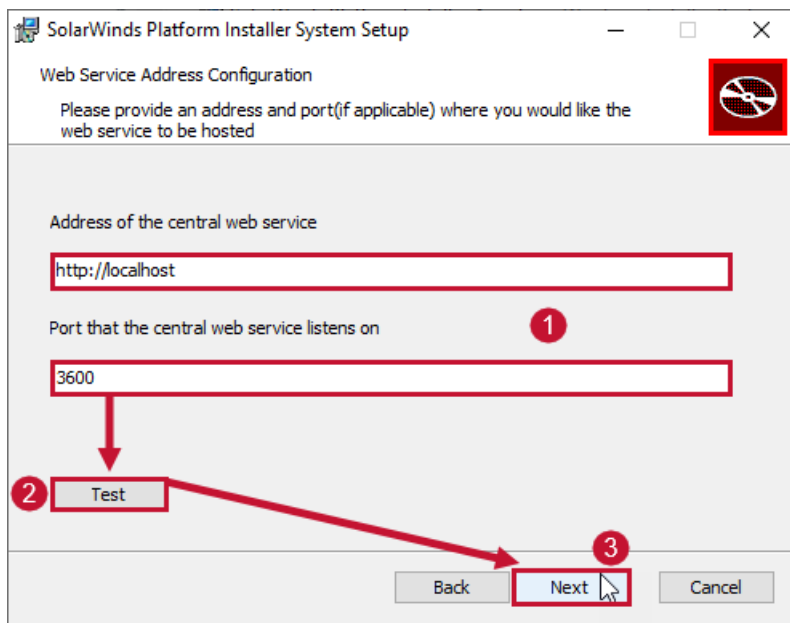 SolarWinds Platform Installer System Setup
Web Service Address Configuration
Please provide an address and port(if applicable) where you would like the
web service to be hosted
Address of the central web service
http://localhost
Port that the central web service listens on
1
3600
2
Test
3
Back
Next
Cancel